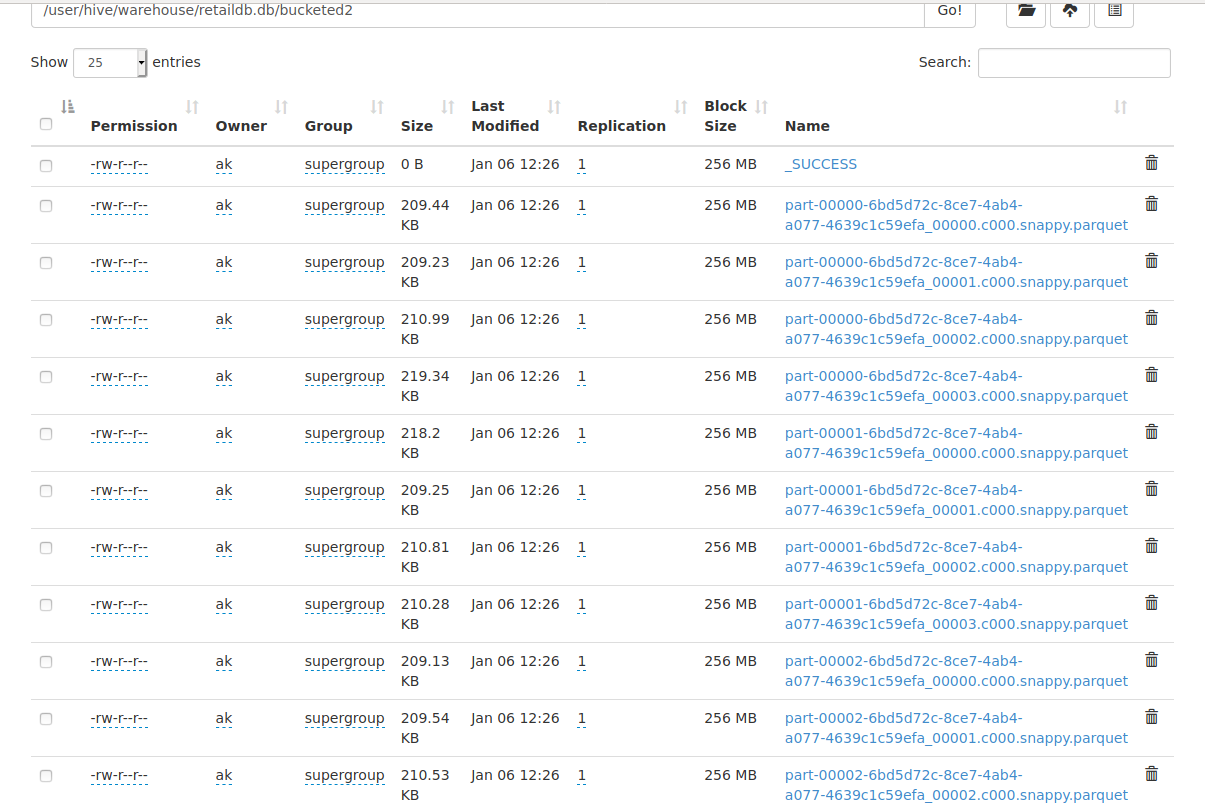 /user/hive/warehouse/retaildb.db/bucketed2 Go!
Show 25 entries Search:
Last Block
Permission Owner Group Size Modified Replication Size Name
-rw-r--r-- ak supergroup 0 B Jan 06 12:26 1 256 MB _SUCCESS
-rw-r--r-- ak supergroup 209.44 Jan 06 12:26 1 256 MB part-00000-6bd5d72c-8ce7-4ab4-
KB a077-4639c1c59efa_00000.c000.snappy.parquet
-rw-r--r-- ak supergroup 209.23 Jan 06 12:26 1 256 MB part-00000-6bd5d72c-8ce7-4ab4-
KB a077-4639c1c59efa_00001.c000.snappy.parquet
-rw-r--r-- ak supergroup 210.99 Jan 06 12:26 1 256 MB part-00000-6bd5d72c-8ce7-4ab4-
KB a077-4639c1c59efa_00002.c000.snappy.parquet
-rw-r--r-- ak supergroup 219.34 Jan 06 12:26 1 256 MB part-00000-6bd5d72c-8ce7-4ab4-
KB a077-4639c1c59efa_00003.c000.snappy.parquet
-rw-r--r-- ak supergroup 218.2 Jan 06 12:26 1 256 MB part-00001-6bd5d72c-8ce7-4ab4-
KB a077-4639c1c59efa_00000.c000.snappy.parquet
-rw-r--r-- ak supergroup 209.25 Jan 06 12:26 1 256 MB part-00001-6bd5d72c-8ce7-4ab4-
KB a077-4639c1c59efa_00001.c000.snappy.parquet
-rw-r--r-- ak supergroup 210.81 Jan 06 12:26 1 256 MB part-00001-6bd5d72c-8ce7-4ab4-
KB a077-4639c1c59efa_00002.c000.snappy.parquet
-rw-r--r-- ak supergroup 210.28 Jan 06 12:26 1 256 MB part-00001-6bd5d72c-8ce7-4ab4-
KB a077-4639c1c59efa_00003.c000.snappy.parquet
-rw-r--r-- ak supergroup 209.13 Jan 06 12:26 1 256 MB part-00002-6bd5d72c-8ce7-4ab4-
KB a077-4639c1c59efa_00000.c000.snappy.parquet
-rw-r--r-- ak supergroup 209.54 Jan 06 12:26 1 256 MB part-00002-6bd5d72c-8ce7-4ab4-
KB a077-4639c1c59efa_00001.c000.snappy.parquet
-rw-r--r-- ak supergroup 210.53 Jan 06 12:26 1 256 MB part-00002-6bd5d72c-8ce7-4ab4-
KB a077-4639c1c59efa_00002.c000.snappy.parquet